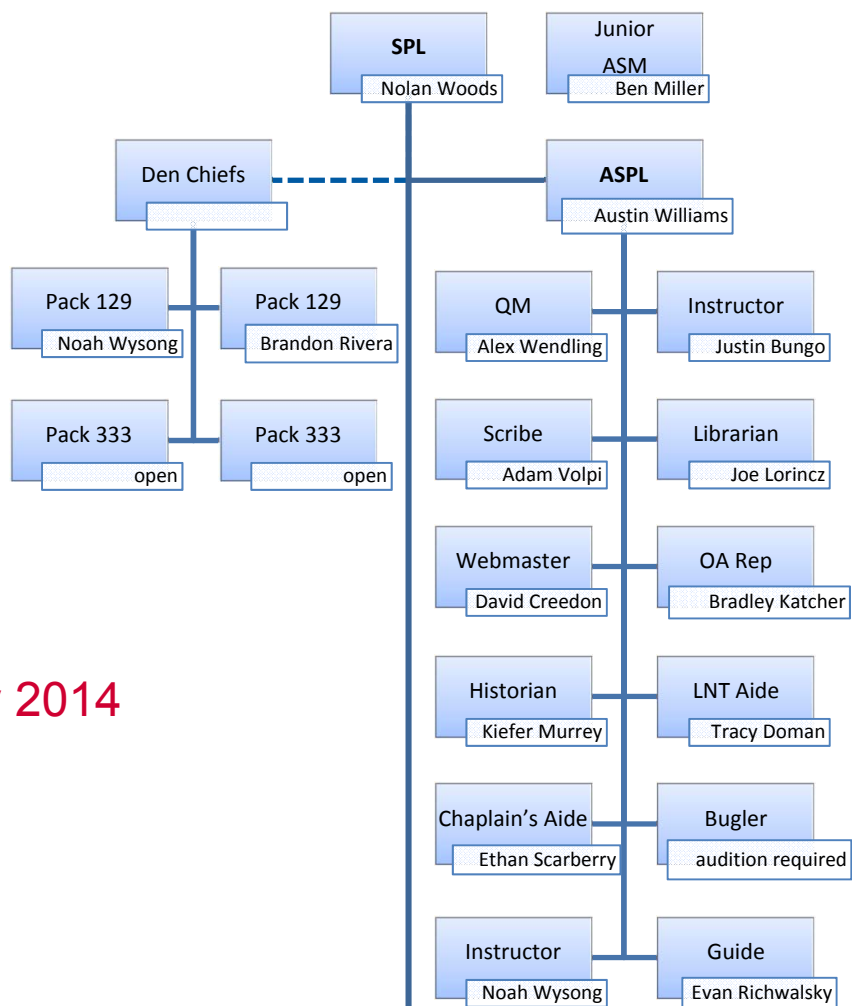 SPL
Nolan Woods
Junior
ASM
Ben Miller
Den Chiefs
ASPL
Austin Williams
Pack 129
Noah Wysong
Pack 129
Brandon Rivera
QM
Alex Wendling
Instructor
Justin Bungo
Pack 333
open
Pack 333
open
Scribe
Adam Volpi
Librarian
Joe Lorincz
Webmaster
David Creedon
OA Rep
Bradley Katcher
2014
Historian
Kiefer Murrey
LNT Aide
Tracy Doman
Chaplain’s Aide
Ethan Scarberry
Bugler
audition required
Instructor
Noah Wysong
Guide
Evan Richwalsky